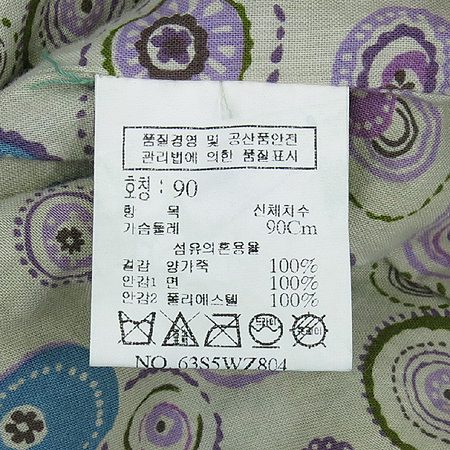 품질경영 및 공산품안전
관리법에 의한 품질표시
호칭: 90
항 목 신체치수
가슴둘레 90Cm
섬유의혼용율
겉감 양가죽 100%
안감1 면 100%
안감2 폴리에스텔 100%
드라이
NO. 63S5WZ804